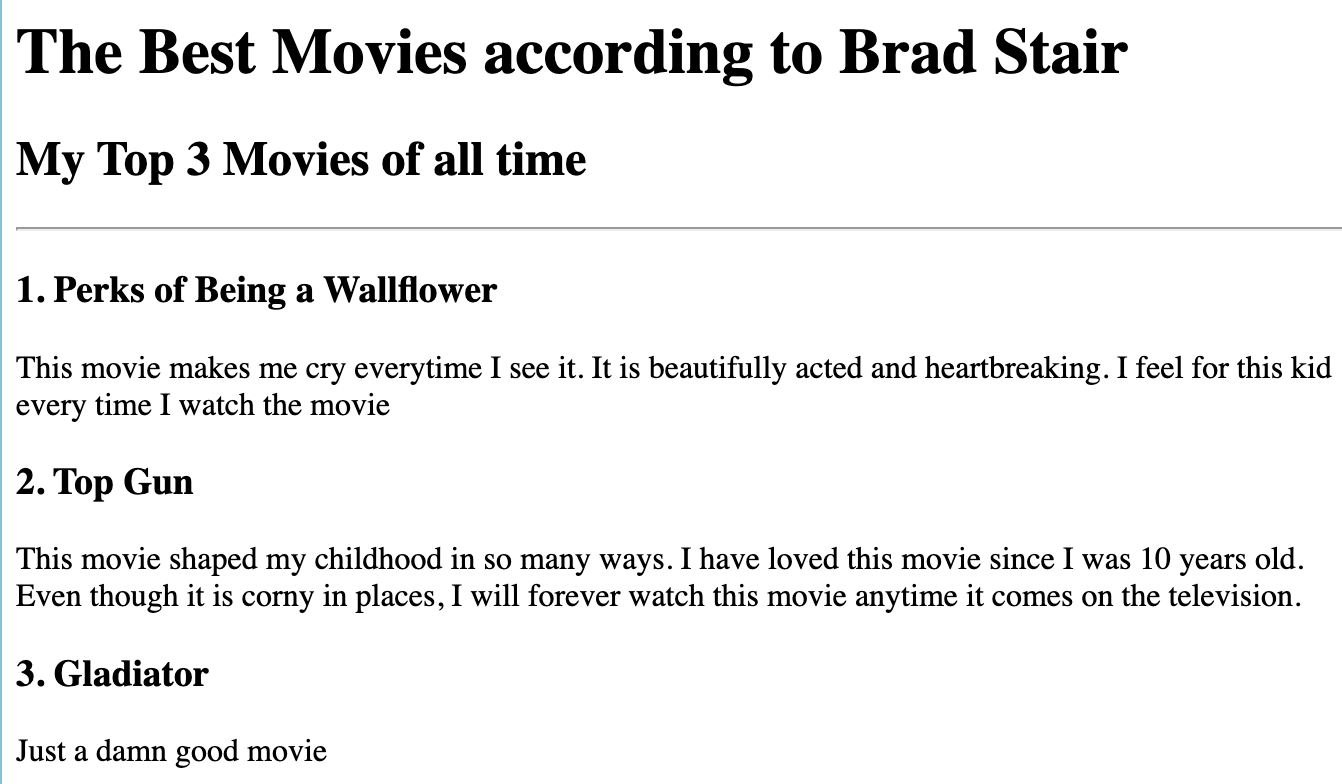 The Best Movies according to Brad Stair
My Top 3 Movies of all time
1. Perks of Being a Wallflower
This movie makes me cry everytime I see it. It is beautifully acted and heartbreaking. I feel for this kid
every time I watch the movie
2. Top Gun
This movie shaped my childhood in so many ways. I have loved this movie since I was 10 years old.
Even though it is corny in places, I will forever watch this movie anytime it comes on the television.
3. Gladiator
Just a damn good movie